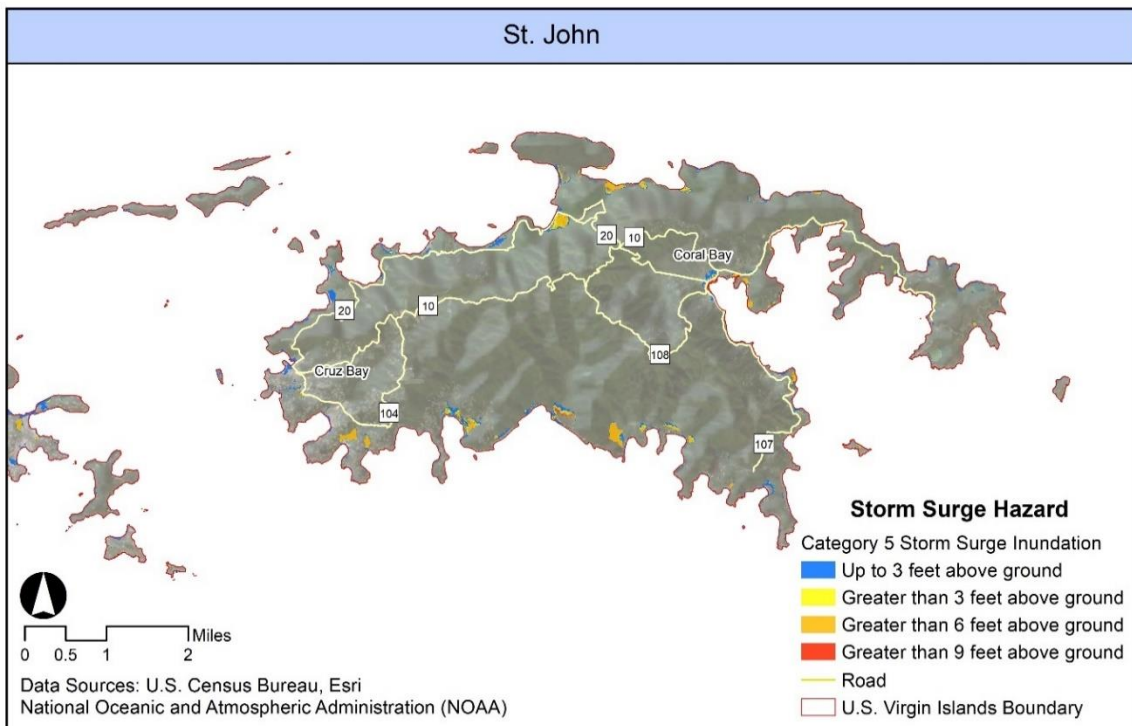 St. John
20
10
Coral Bay
20
10
108
Cruz Bay
104
107
Storm Surge Hazard
Category 5 Storm Surge Inundation
Up to 3 feet above ground
Greater than 3 feet above ground
Greater than 6 feet above ground
Greater than 9 feet above ground
Road
U.S. Virgin Islands Boundary
Miles
0 0.5 1 2
Data Sources: U.S. Census Bureau, Esri
National Oceanic and Atmospheric Administration (NOAA)